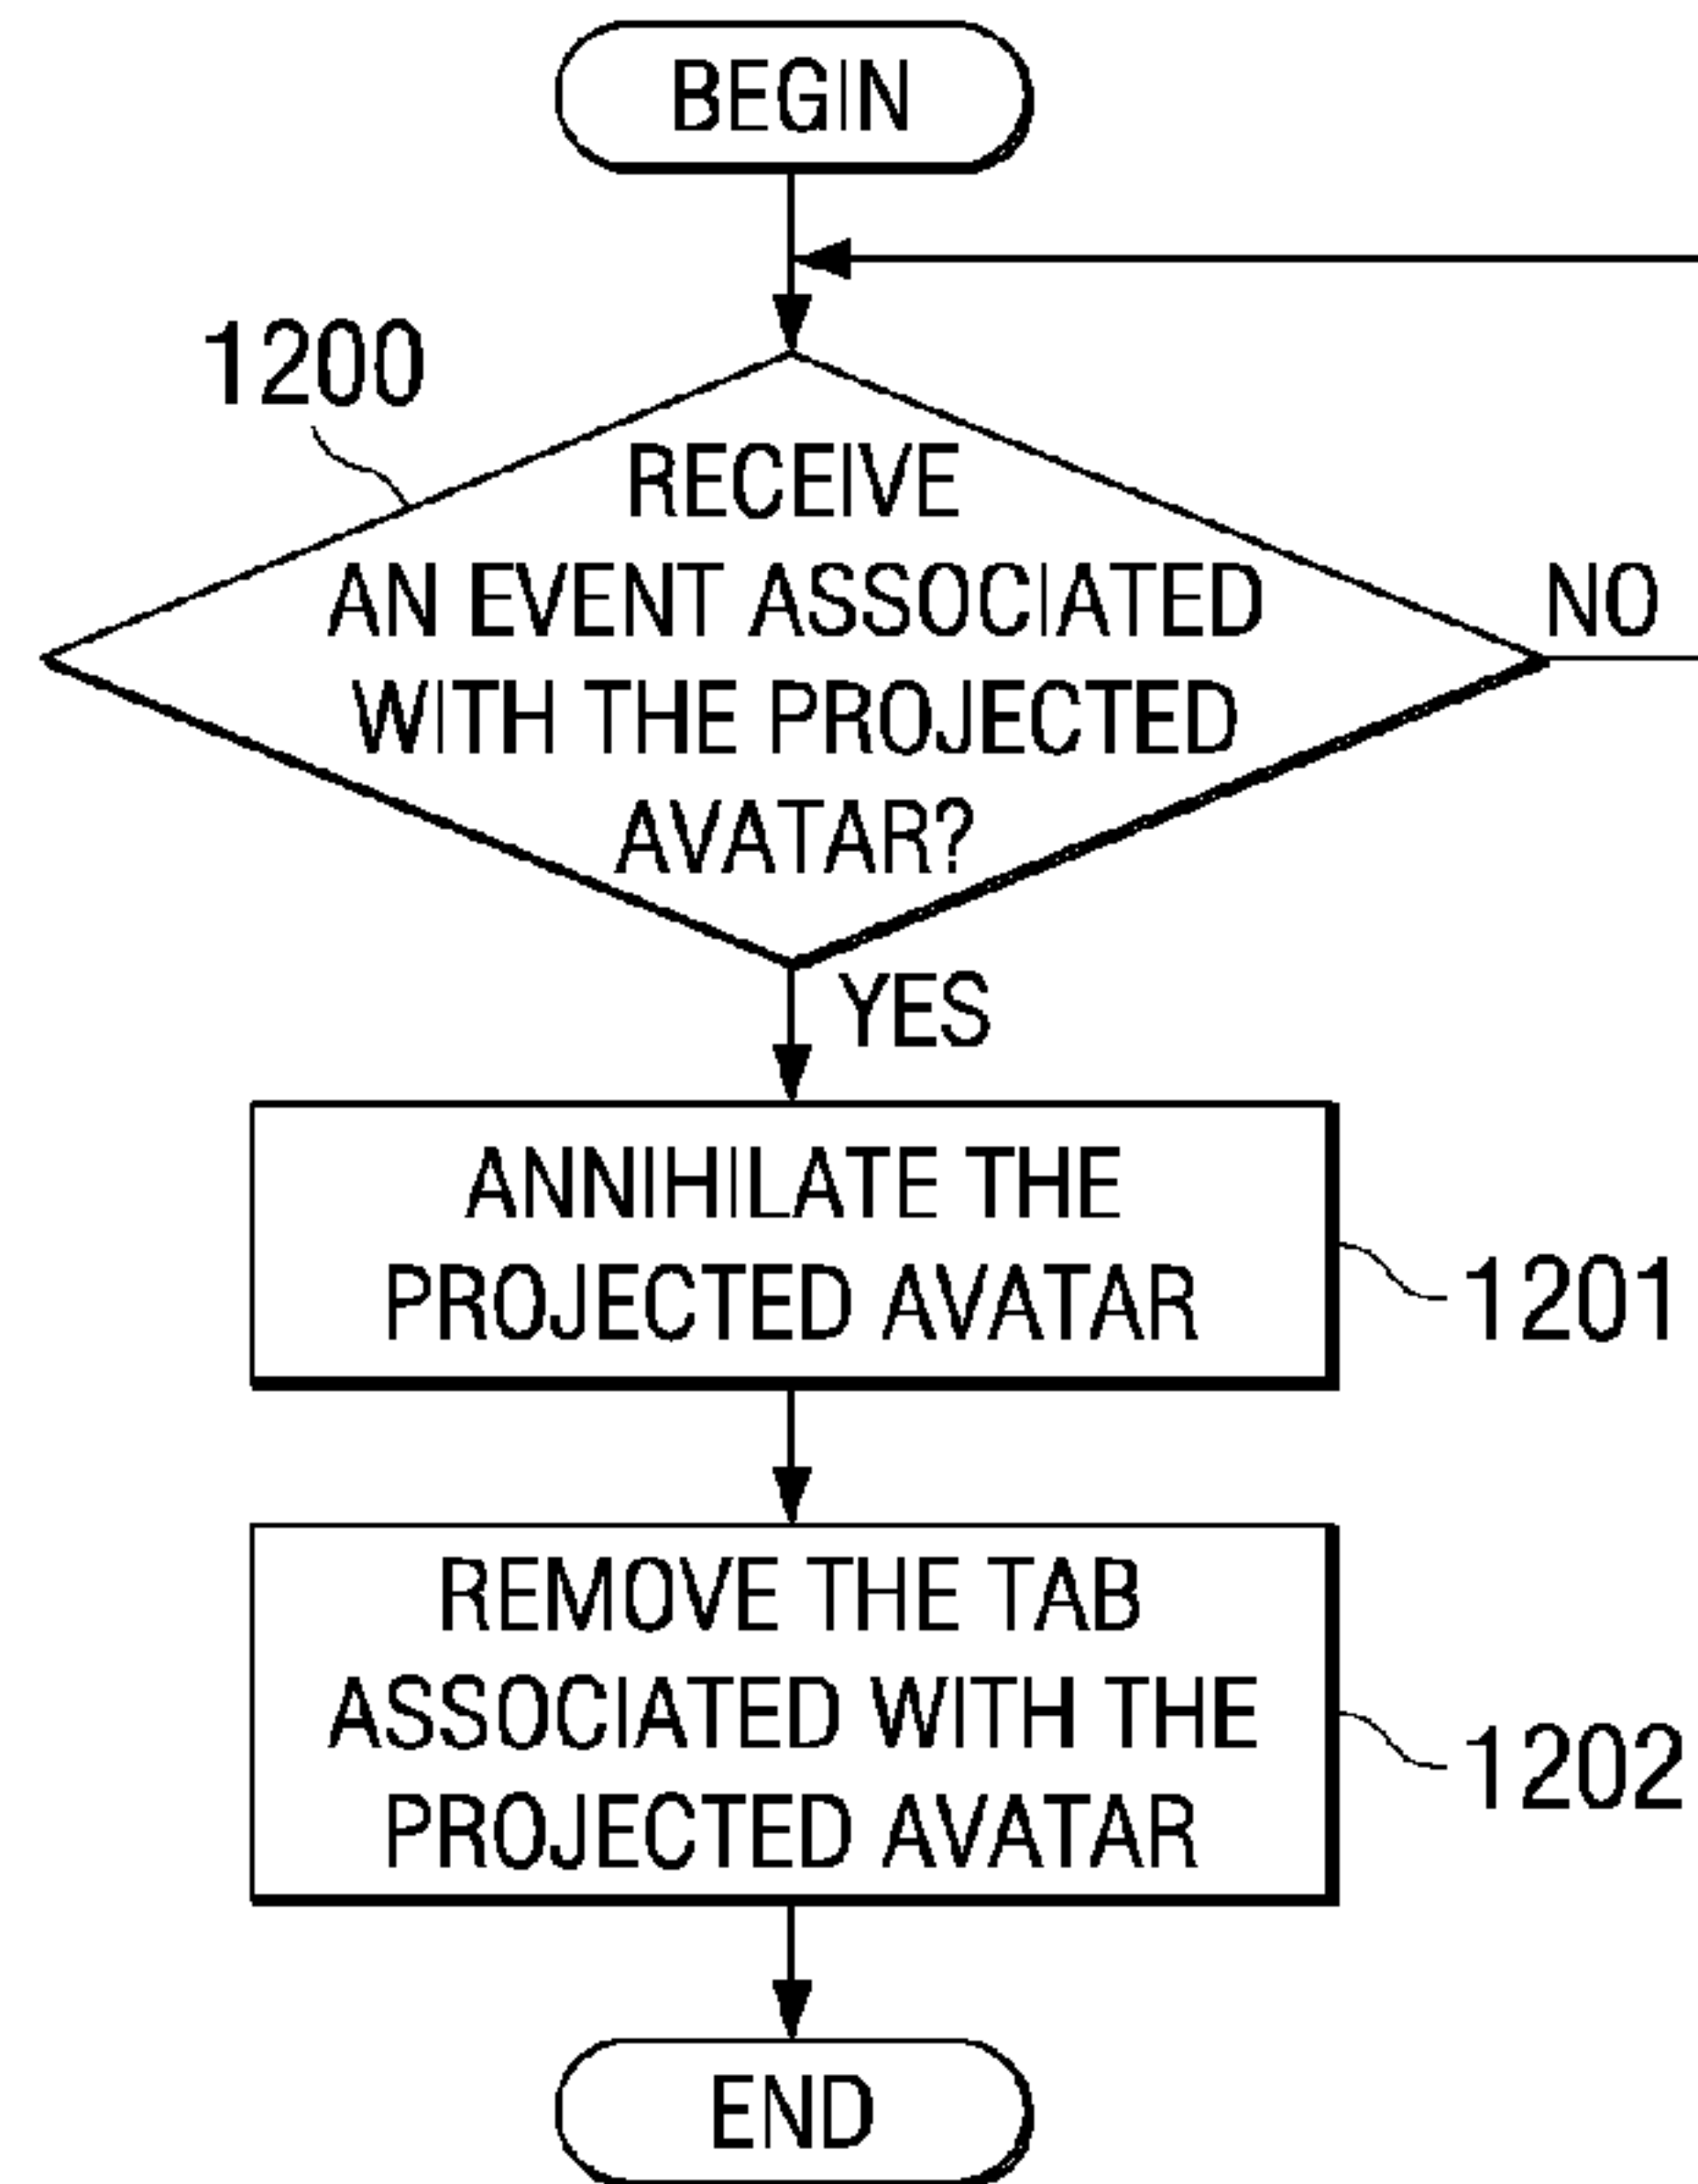 BEGIN
1200
RECEIVE
AN EVENT ASSOCIATED
WITH THE PROJECTED
AVATAR?
NO
YES
ANNIHILATE THE
PROJECTED AVATAR
1201
REMOVE THE TAB
ASSOCIATED WITH THE
PROJECTED AVATAR
1202
END